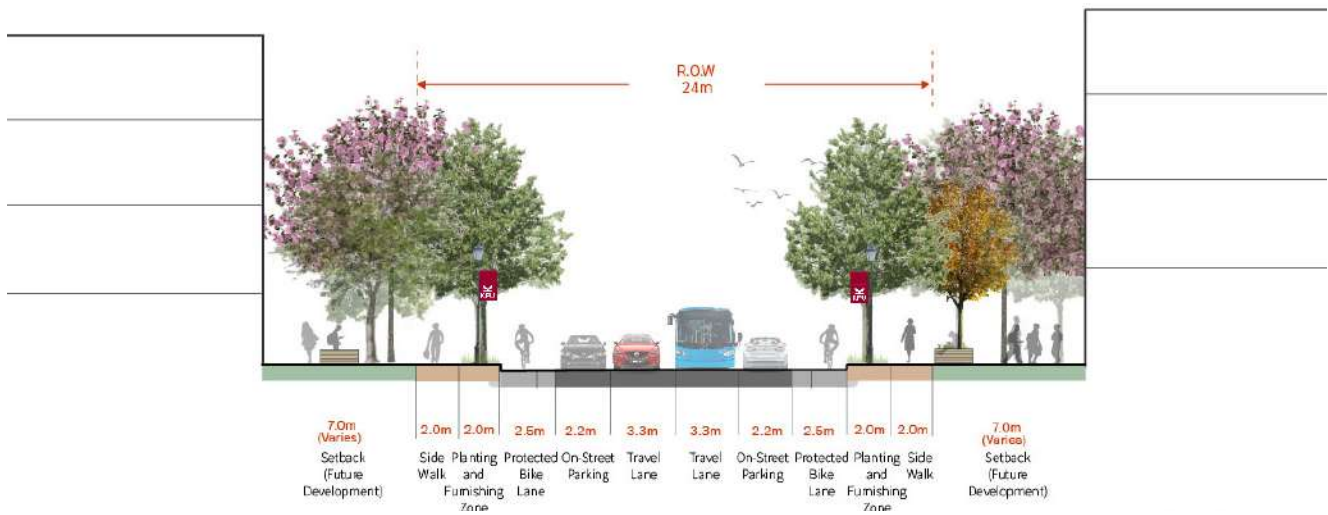 R.O.W
24m
KPU
KPU
7.0m
(Varies)
2.0m
2.0m
2.5m
2.2m
3.3m
3.3m
2.2m
2.5m
2.0m
2.0m
7.0m
(Varies)
Setback
(Future
Development)
Side
Walk
Planting
and
Furnishing
Zone
Protected
Bike
Lane
On-Street
Parking
Travel
Lane
Travel
Lane
On-Street
Parking
Protected
Bike
Lane
Planting
and
Furnishing
Zone
Side
Walk
Setback
(Future
Development)